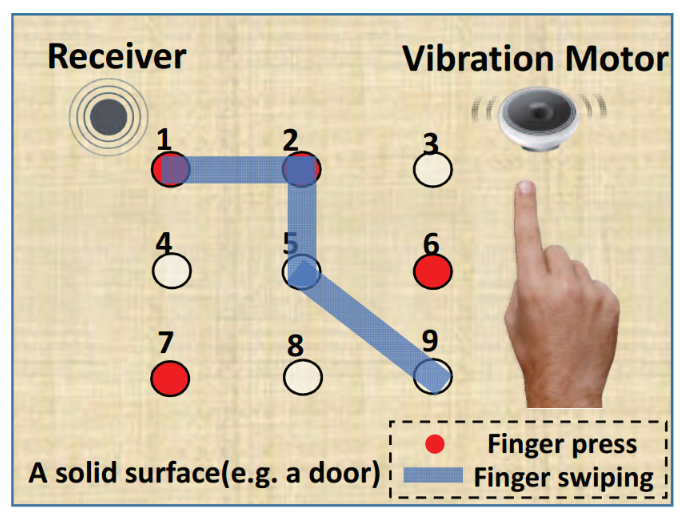 Receiver
Vibration Motor
1 2 3
4 5 6
7 8 9
Finger press
A solid surface(e.g. a door)
Finger swiping